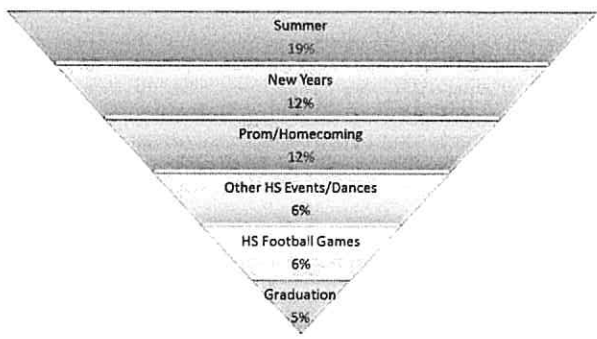 Summer
19%
New Years
12%
Prom/Homecoming
12%
Other HS Events/Dances
6%
HS Football Games
6%
Graduation
5%